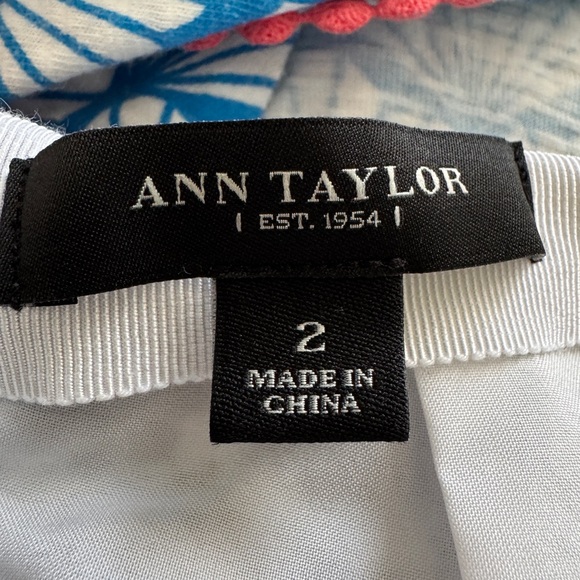 ANN TAYLOR
EST. 1954
2
MADE IN
CHINA